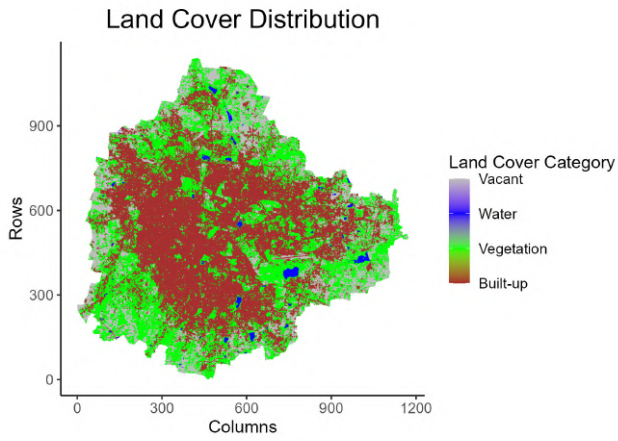 Land Cover Distribution
Rows
900
600
300
0
0 300 600 900 1200
Columns
Land Cover Category
Vacant
Water
Vegetation
Built-up